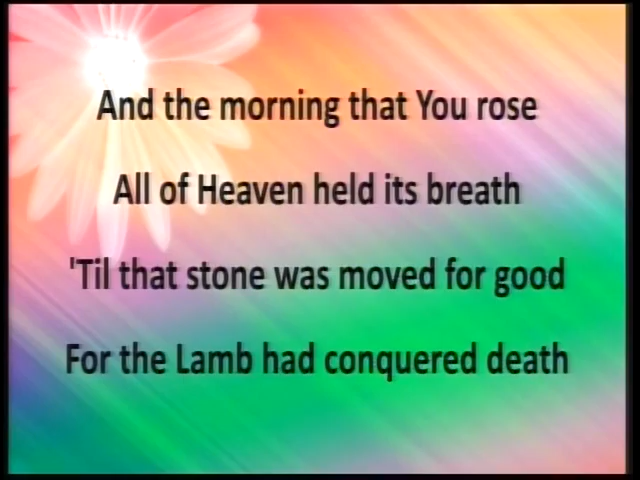 And the morning that You rose
All of Heaven held its breath
'Til that stone was moved for good
For the Lamb had conquered death